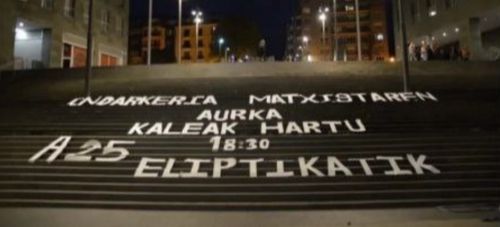 INDARKERIA MATXISTAREN
AURKA
KALEAK HARTU
A25 18:30
ELIPTIKATIK